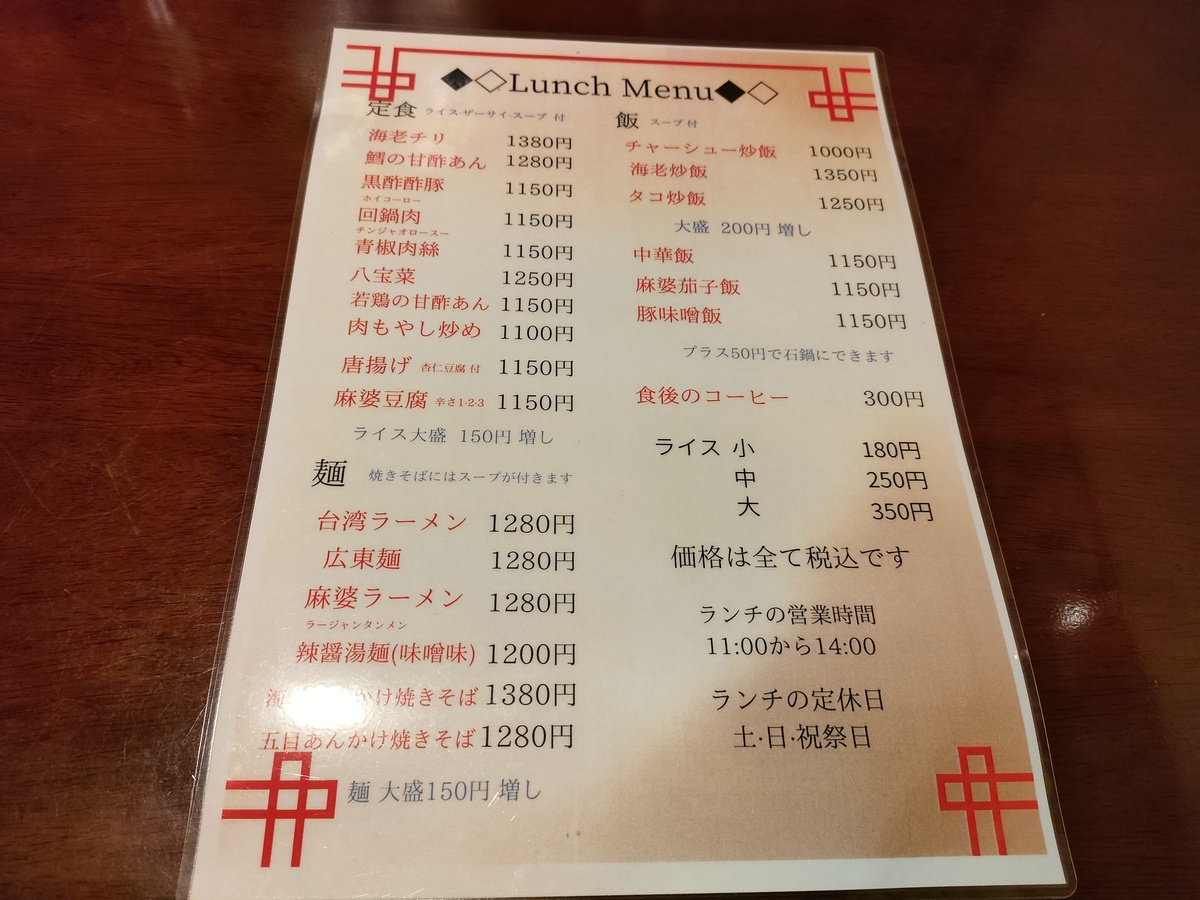 ◆◇Lunch Menu◆◇
定食 ライス·ザーサイ·スープ 付
海老チリ 1380円
鱈の甘酢あん 1280円
黒酢酢豚 1150円
ホイコーロー
回鍋肉 1150円
チンジャオロースー
青椒肉絲 1150円
八宝菜 1250円
若鶏の甘酢あん 1150円
肉もやし炒め 1100円
唐揚げ 杏仁豆腐 付 1150円
麻婆豆腐 辛さ1-2-3 1150円
ライス大盛 150円 増し
麺 焼きそばにはスープが付きます
台湾ラーメン 1280円
広東麺 1280円
麻婆ラーメン 1280円
ラージャンタンメン
辣醤湯麺(味噌味) 1200円
かけ焼きそば 1380円
五目あんかけ焼きそば 1280円
麺 大盛150円 増し
飯 スープ 付
チャーシュー炒飯 1000円
海老炒飯 1350円
タコ炒飯 1250円
大盛 200円 増し
中華飯 1150円
麻婆茄子飯 1150円
豚味噌飯 1150円
プラス50円で石鍋にできます
食後のコーヒー 300円
ライス 小 180円
中 250円
大 350円
価格は全て税込です
ランチの営業時間
11:00から14:00
ランチの定休日
土·日·祝祭日